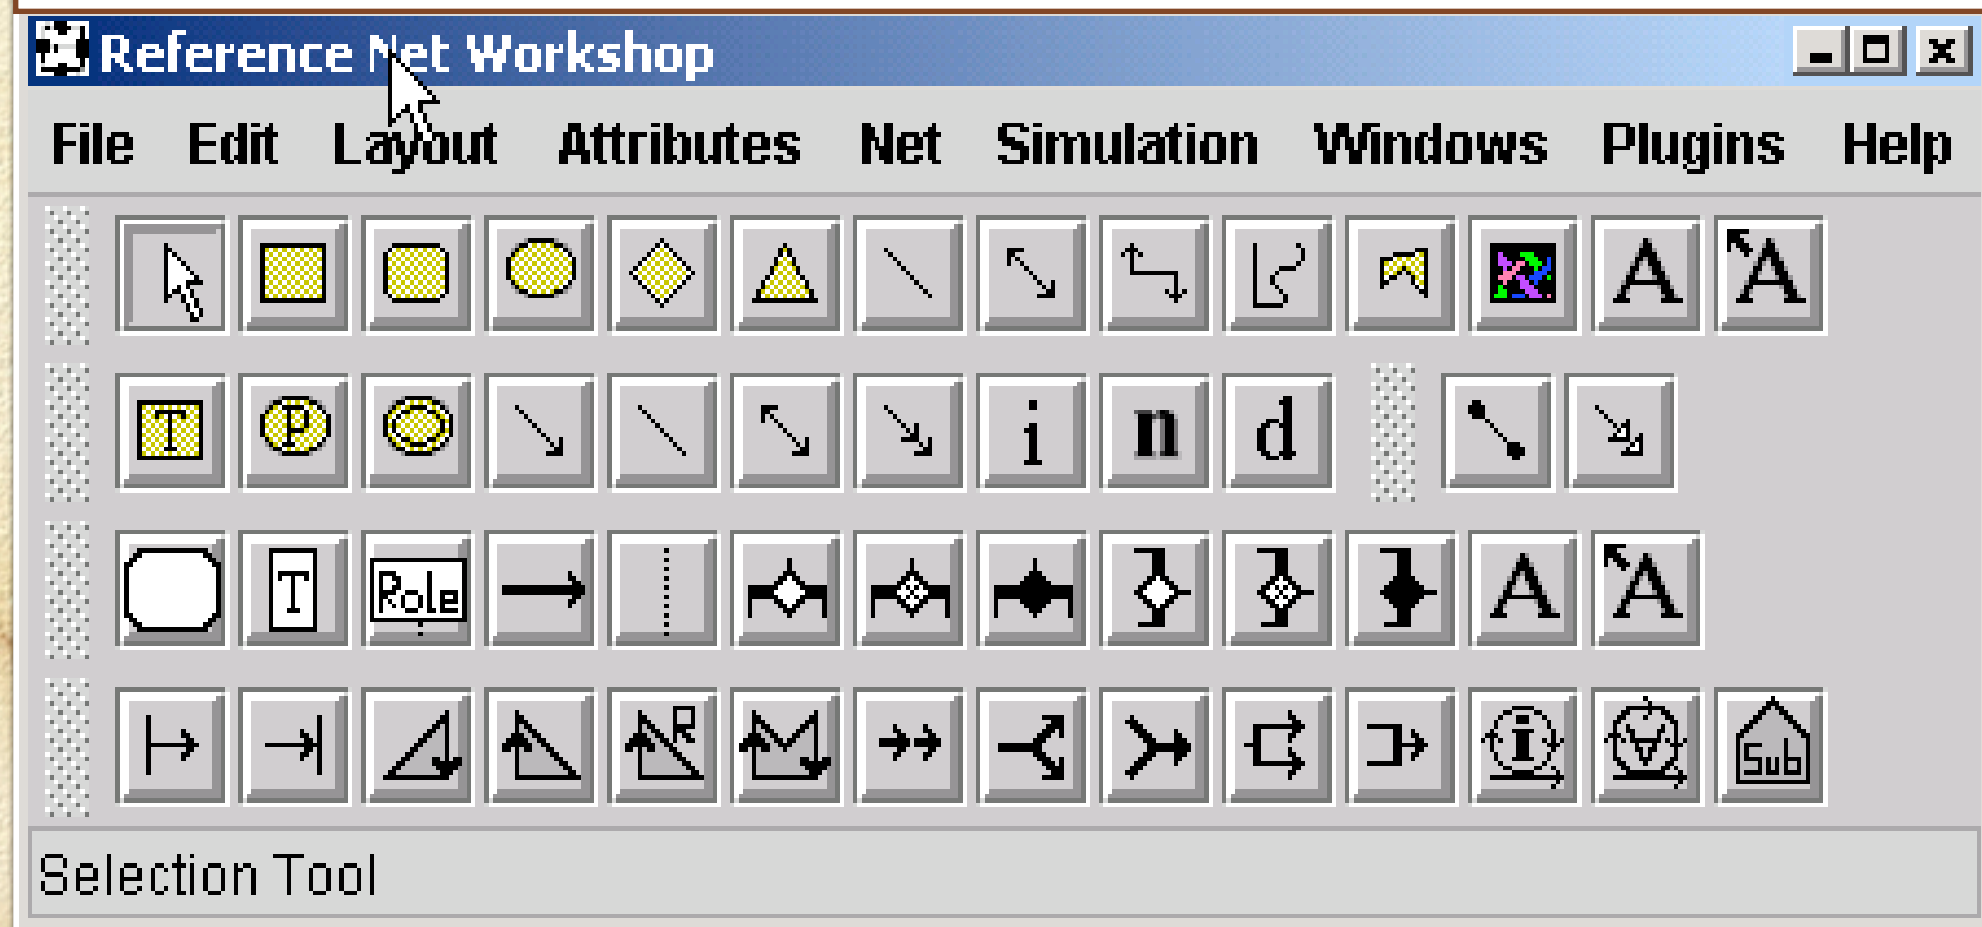 Reference Net Workshop
File Edit Layout Attributes Net Simulation Windows Plugins Help
A A
T P i n d
T Role A A
R i Sub
Selection Tool